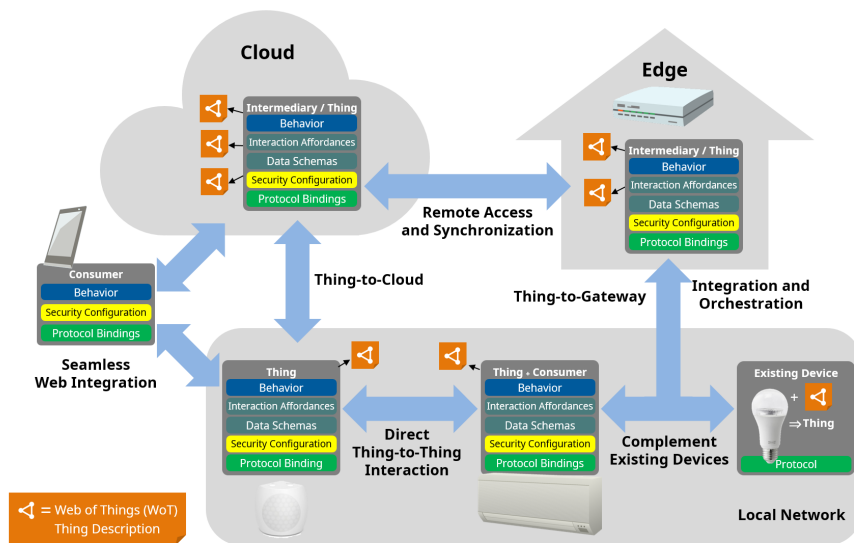 Cloud
Edge
Intermediary / Thing
Behavior
Interaction Affordances
Data Schemas
Security Configuration
Protocol Bindings
Intermediary / Thing
Behavior
Interaction Affordances
Data Schemas
Security Configuration
Protocol Bindings
Remote Access
and Synchronization
Consumer
Behavior
Security Configuration
Protocol Bindings
Thing-to-Cloud
Thing-to-Gateway
Integration and
Orchestration
Seamless
Web Integration
Thing
Behavior
Interaction Affordances
Data Schemas
Security Configuration
Protocol Binding
Direct
Thing-to-Thing
Interaction
Thing + Consumer
Behavior
Interaction Affordances
Data Schemas
Security Configuration
Protocol Bindings
Complement
Existing Devices
Existing Device
+
⇒Thing
Protocol
Local Network
= Web of Things (WoT)
Thing Description